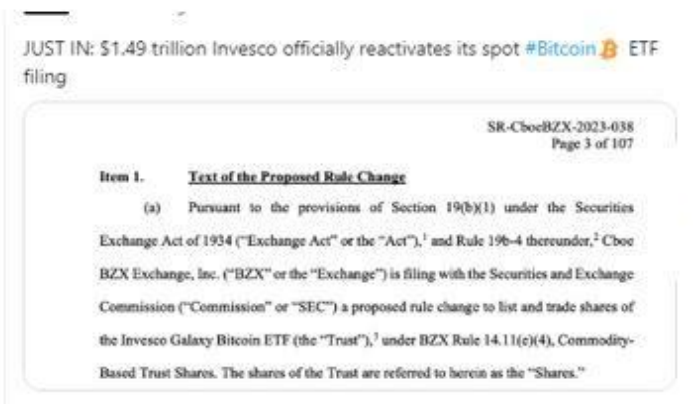 JUST IN: $1.49 trillion Invesco officially reactivates its spot #Bitcoin ETF
filing
SR-CboeBZX-2023-038
Page 3 of 107
Item 1. Text of the Proposed Rule Change
(a) Pursuant to the provisions of Section 19(b)(1) under the Securities
Exchange Act of 1934 (“Exchange Act” or the “Act”),¹ and Rule 19b-4 thereunder,² Cboe
BZX Exchange, Inc. (“BZX” or the “Exchange”) is filing with the Securities and Exchange
Commission (“Commission” or “SEC”) a proposed rule change to list and trade shares of
the Invesco Galaxy Bitcoin ETF (the “Trust”),³ under BZX Rule 14.11(e)(4), Commodity-
Based Trust Shares. The shares of the Trust are referred to herein as the “Shares.”